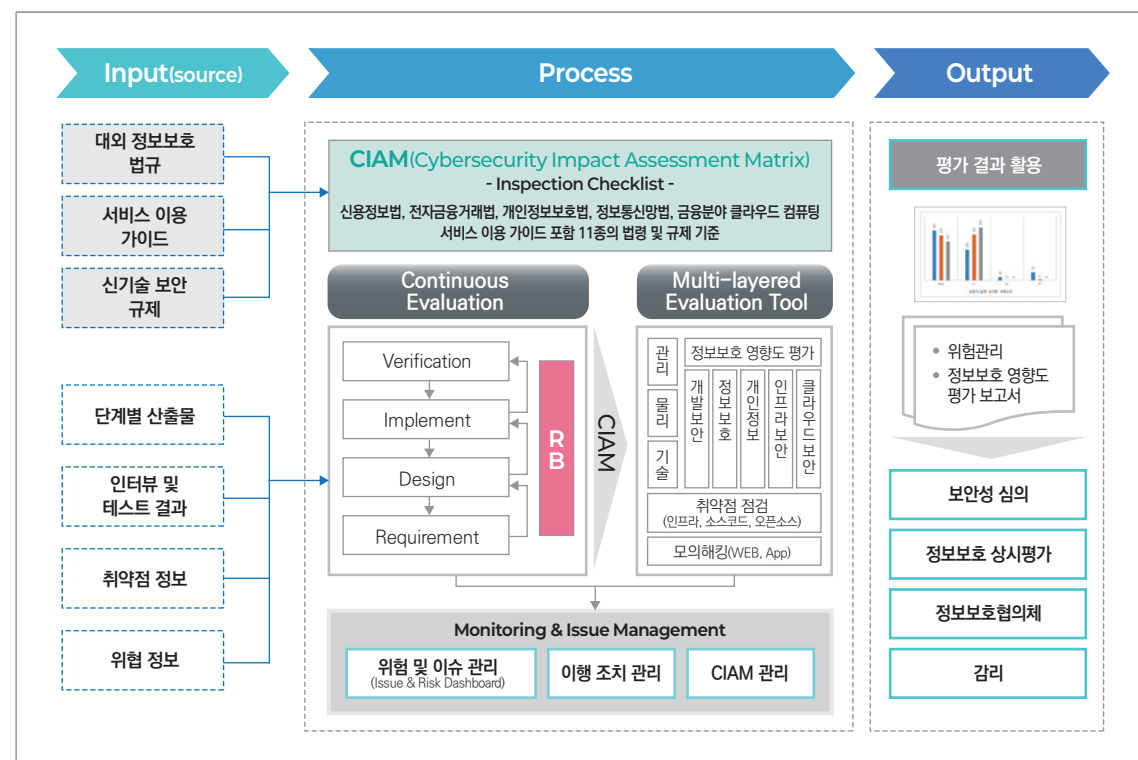 Input(source)
Process
Output
대외 정보보호
법규
서비스 이용
가이드
신기술 보안
규제
단계별 산출물
인터뷰 및
테스트 결과
취약점 정보
위협 정보
CIAM(Cybersecurity Impact Assessment Matrix)
- Inspection Checklist -
신용정보법, 전자금융거래법, 개인정보보호법, 정보통신망법, 금융분야 클라우드 컴퓨팅
서비스 이용 가이드 포함 11종의 법령 및 규제 기준
Continuous
Evaluation
Verification
Implement
Design
Requirement
RB
CIAM
Multi-layered
Evaluation Tool
관리
물리
기술
정보보호 영향도 평가
개발보안
정보보호
개인정보
인프라보안
클라우드보안
취약점 점검
(인프라, 소스코드, 오픈소스)
모의해킹(WEB, App)
Monitoring & Issue Management
위험 및 이슈 관리
(Issue & Risk Dashboard)
이행 조치 관리
CIAM 관리
평가 결과 활용
• 위험관리
• 정보보호 영향도
평가 보고서
보안성 심의
정보보호 상시평가
정보보호협의체
감리